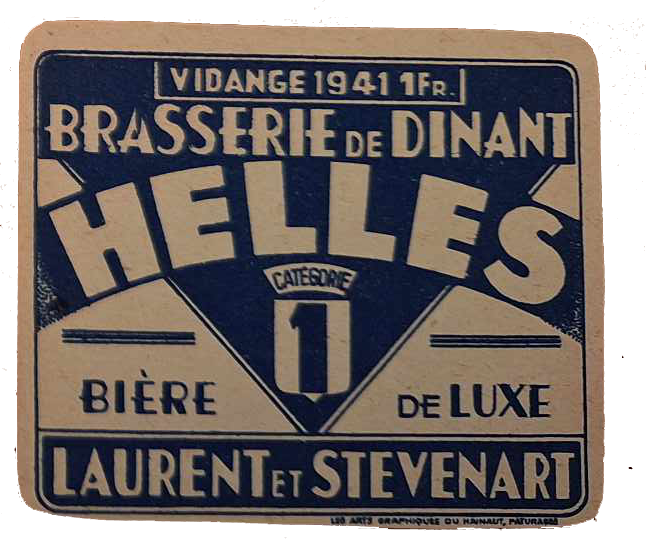 VIDANGE 1941 1FR.
BRASSERIE DE DINANT
HELLES
CATÉGORIE
1
BIÈRE
DE LUXE
LAURENT ET STEVENART
LES ARTS GRAPHIQUES DU HAINAUT, PATURAGES